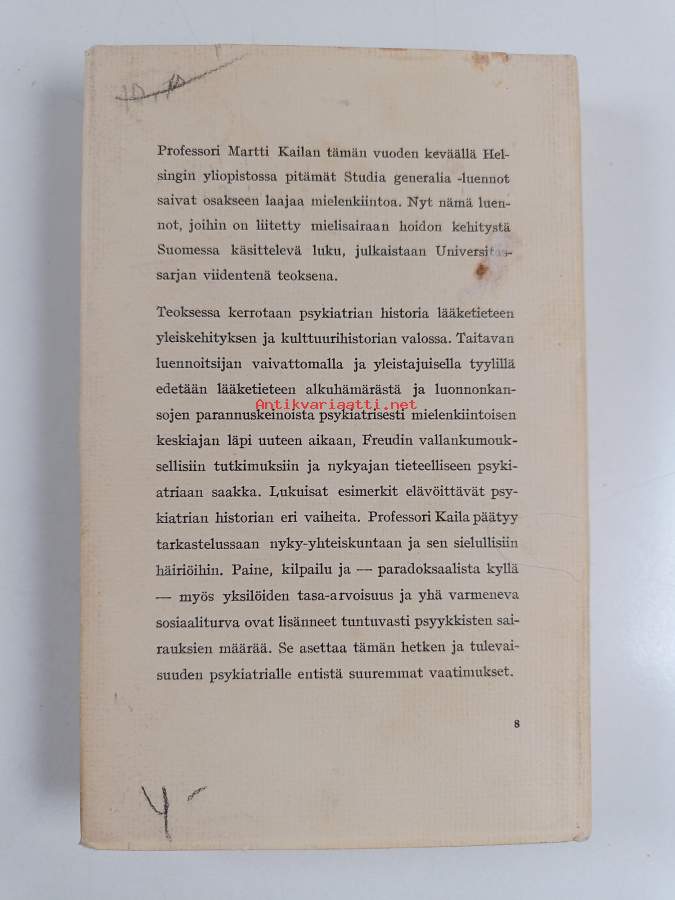 Professori Martti Kailan tämän vuoden keväällä Hel-
singin yliopistossa pitämät Studia generalia -luennot
saivat osakseen laajaa mielenkiintoa. Nyt nämä luen-
not, joihin on liitetty mielisairaan hoidon kehitystä
Suomessa käsittelevä luku, julkaistaan Universitas-
sarjan viidentenä teoksena.
Teoksessa kerrotaan psykiatrian historia lääketieteen
yleiskehityksen ja kulttuurihistorian valossa. Taitavan
luennoitsijan vaivattomalla ja yleistajuisella tyylillä
edetään lääketieteen alkuhämärästä ja luonnonkan-
Antikvariaatti.net
sojen parannuskeinoista psykiatrisesti mielenkiintoisen
keskiajan läpi uuteen aikaan, Freudin vallankumouk-
sellisiin tutkimuksiin ja nykyajan tieteelliseen psyki-
atriaan saakka. Lukuisat esimerkit elävöittävät psy-
kiatrian historian eri vaiheita. Professori Kaila päätyy
tarkastelussaan nyky-yhteiskuntaan ja sen sielullisiin
häiriöihin. Paine, kilpailu ja — paradoksaalista kyllä
— myös yksilöiden tasa-arvoisuus ja yhä varmeneva
sosiaaliturva ovat lisänneet tuntuvasti psyykkisten sai-
rauksien määrää. Se asettaa tämän hetken ja tulevai-
suuden psykiatrialle entistä suuremmat vaatimukset.
8